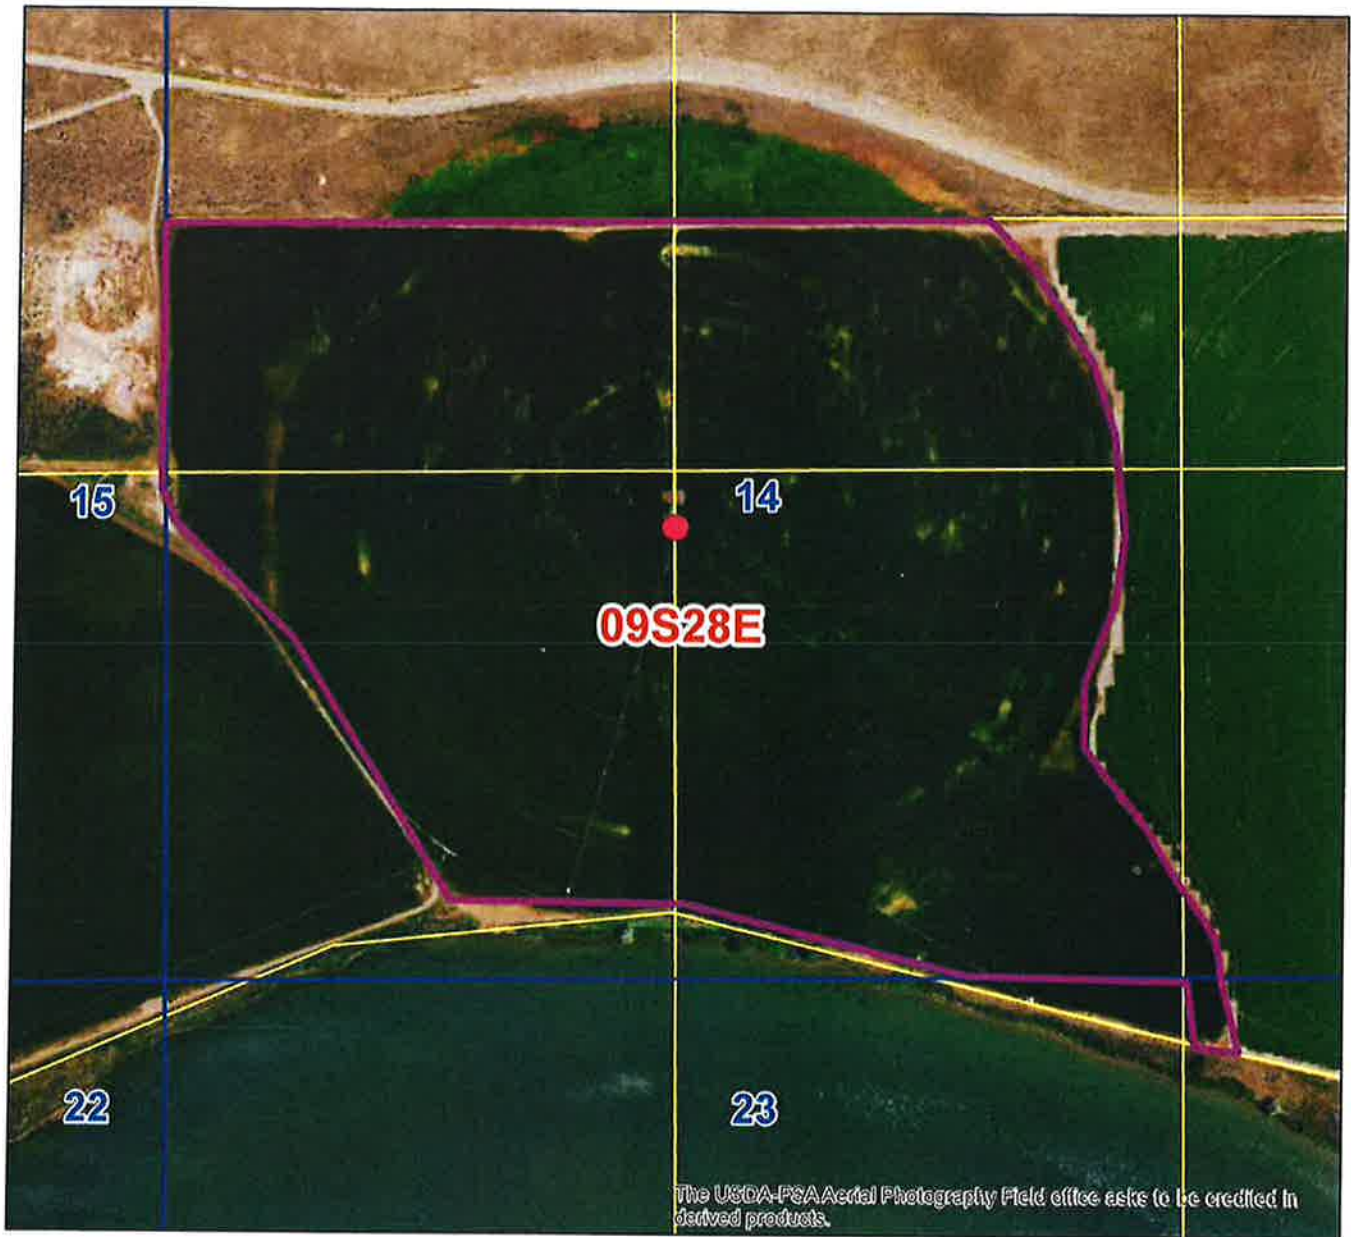 15
14
09S28E
22
23
The USDA-FSA Aerial Photography Field office asks to be credited in
derived products.